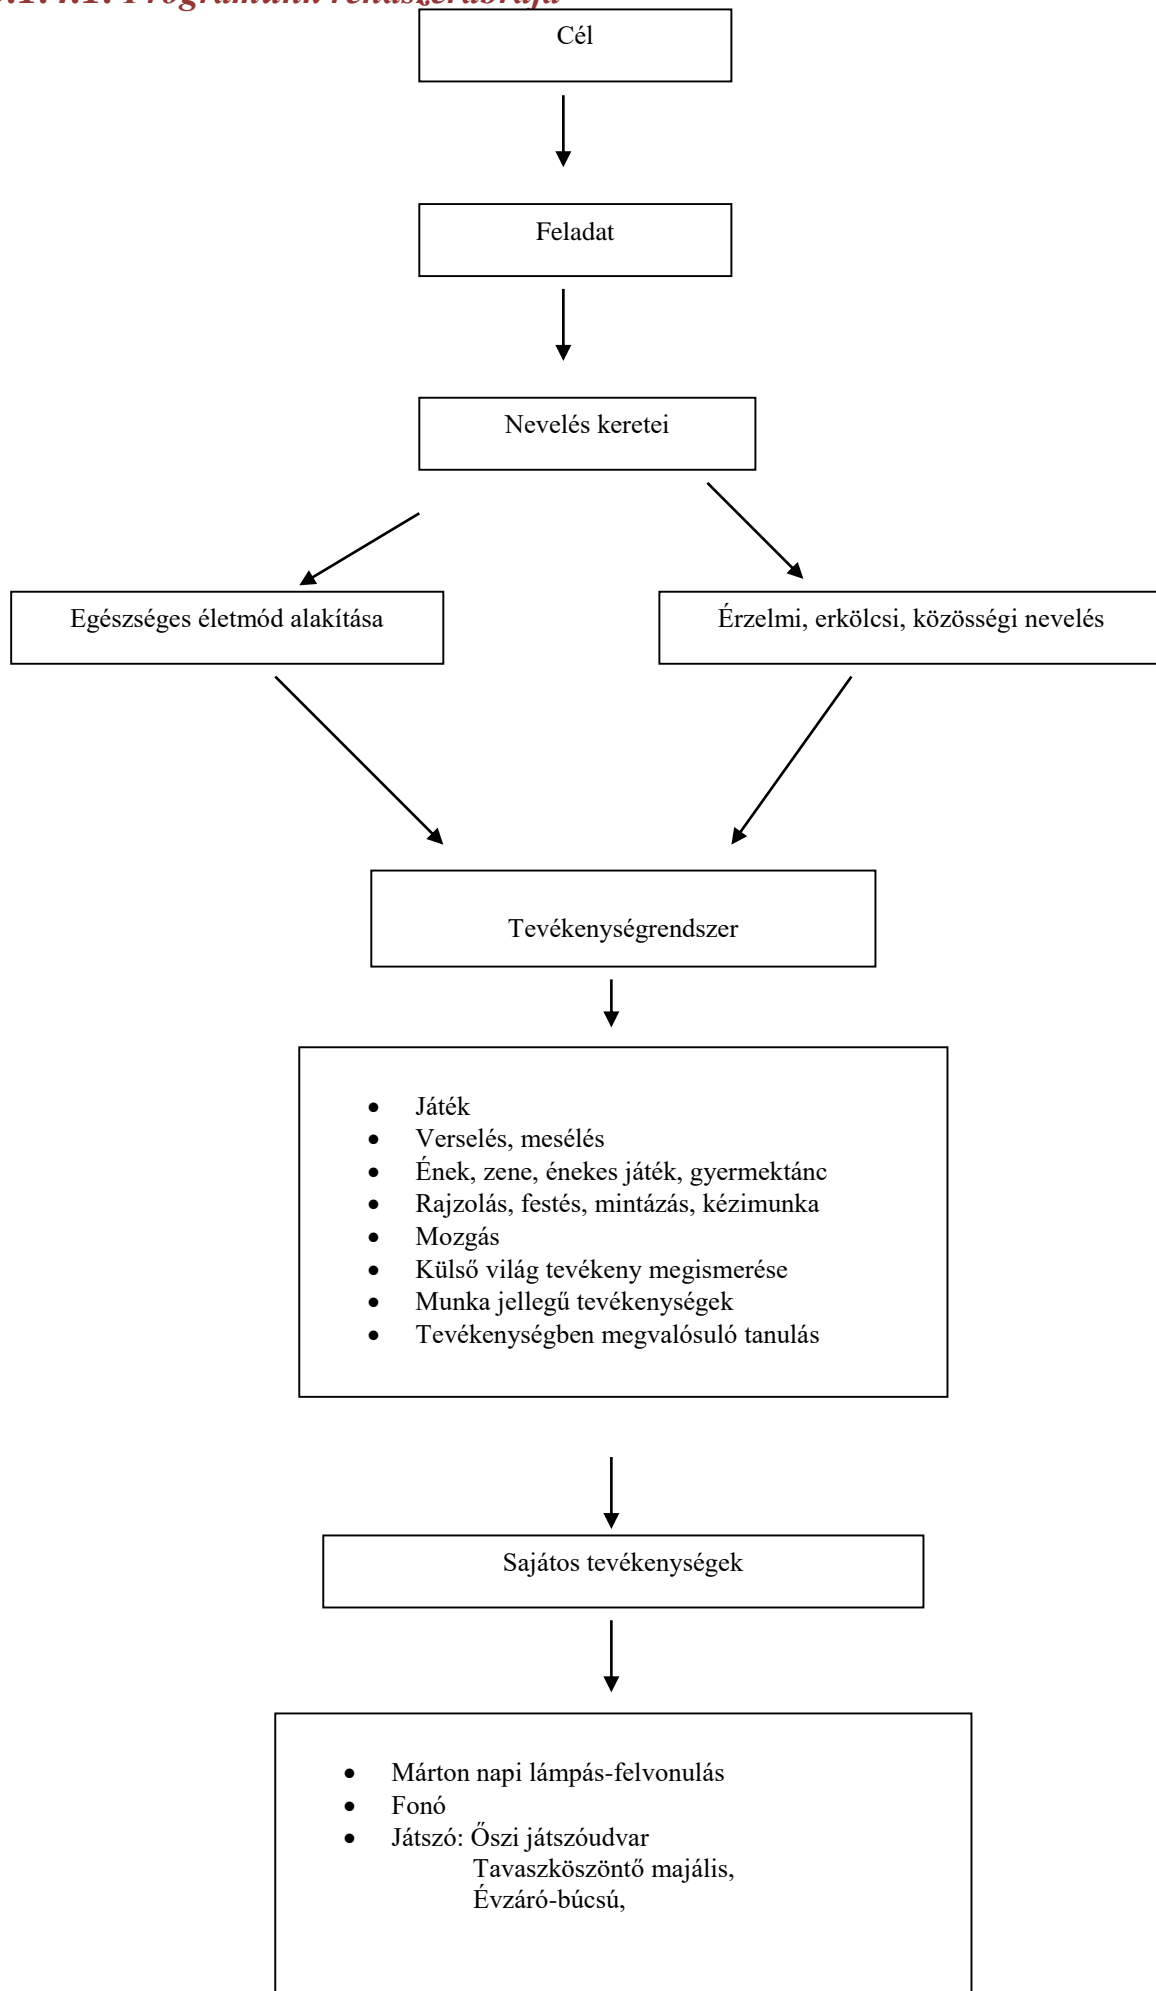 Programunk rendszerábrája
Cél
Feladat
Nevelés keretei
Egészséges életmód alakítása
Érzelmi, erkölcsi, közösségi nevelés
Tevékenységrendszer
• Játék
• Verselés, mesélés
• Ének, zene, énekes játék, gyermektánc
• Rajzolás, festés, mintázás, kézimunka
• Mozgás
• Külső világ tevékeny megismerése
• Munka jellegű tevékenységek
• Tevékenységben megvalósuló tanulás
Sajátos tevékenységek
• Márton napi lámpás-felvonulás
• Fonó
• Játszó: Őszi játszóudvar
Tavaszköszöntő majális,
Évzáró-búcsú,